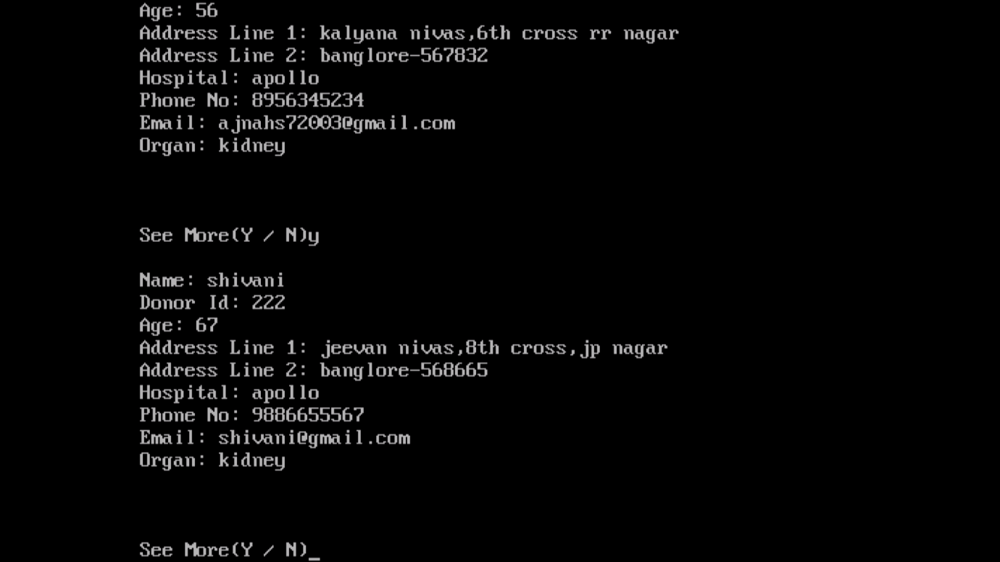 Age: 56
Address Line 1: kalyana nivas,6th cross rr nagar
Address Line 2: banglore-567832
Hospital: apollo
Phone No: 8956345234
Email: ajnahs72003@gmail.com
Organ: kidney
See More(Y / N)y
Name: shivani
Donor Id: 222
Age: 67
Address Line 1: jeevan nivas,8th cross,jp nagar
Address Line 2: banglore-568665
Hospital: apollo
Phone No: 9886655567
Email: shivani@gmail.com
Organ: kidney
See More(Y / N)_